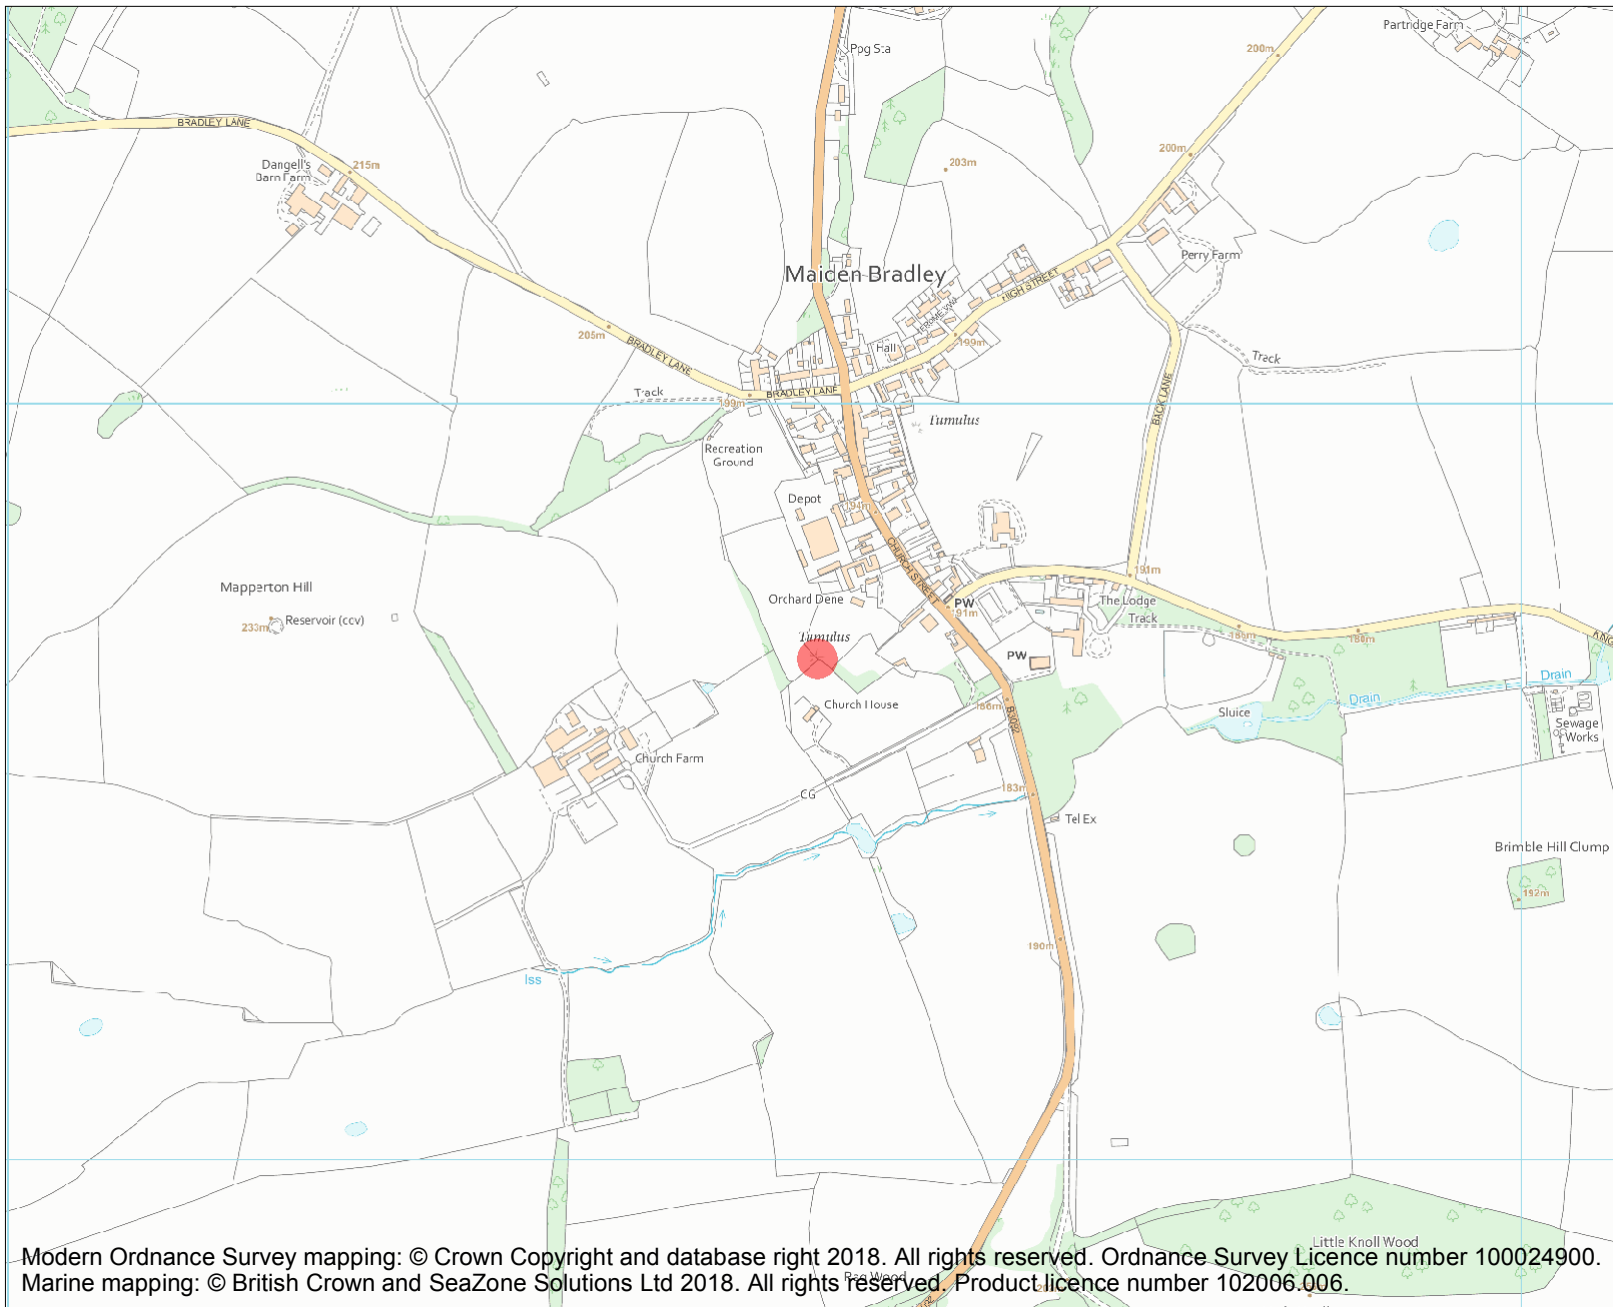 Partridge Farm
Ppg Sta
200m
BRADLEY LANE
200m
Dangell's
Barn Farm
215m
203m
Perry Farm
Maiden Bradley
HIGH STREET
205m
BRADLEY LANE
Hall
199m
Track
Track
BRADLEY LANE
199m
BACK LANE
Tumulus
Recreation
Ground
Depot
194m
CHURCH STREET
191m
Mapperton Hill
Orchard Dene
PW
191m
The Lodge
Track
Reservoir (ccv)
233m
Tumulus
PW
Drain
Drain
Church House
B3092
Sluice
Sewage
Works
Church Farm
CG
183m
Tel Ex
Brimble Hill Clump
192m
190m
Iss
Little Knoll Wood
Modern Ordnance Survey mapping: © Crown Copyright and database right 2018. All rights reserved. Ordnance Survey Licence number 100024900.
Rag Wood
Marine mapping: © British Crown and SeaZone Solutions Ltd 2018. All rights reserved. Product licence number 102006.006.